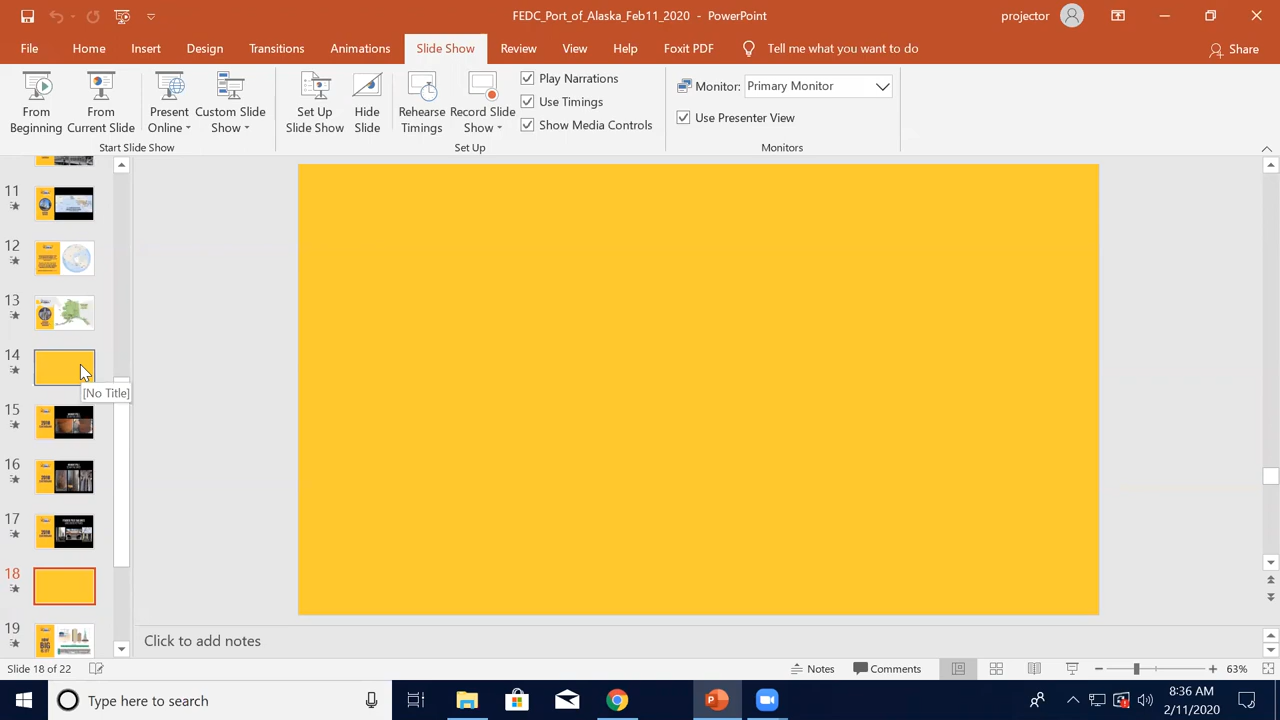 FEDC_Port_of_Alaska_Feb11_2020 - PowerPoint
projector
File Home Insert Design Transitions Animations Slide Show Review View Help Foxit PDF Tell me what you want to do Share
From Beginning
From Current Slide
Present Online
Custom Slide Show
Set Up Slide Show
Hide Slide
Rehearse Timings
Record Slide Show
Play Narrations
Use Timings
Show Media Controls
Monitor: Primary Monitor
Use Presenter View
Start Slide Show
Set Up
Monitors
11
12
13
14
[No Title]
15
2018
16
2018
17
2018
18
19
HOW
BIG
Click to add notes
Slide 18 of 22
Notes
Comments
63%
Type here to search
8:36 AM
2/11/2020